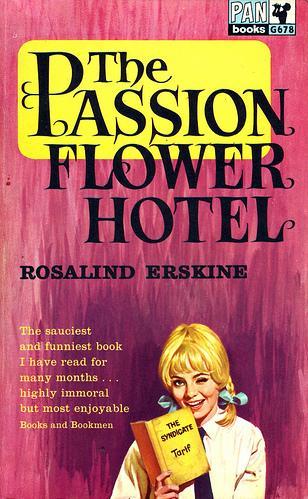 PAN
books G678
The
PASSION
FLOWER
HOTEL
ROSALIND ERSKINE
The sauciest
and funniest book
I have read for
many months ...
highly immoral
but most enjoyable
Books and Bookmen
THE
SYNDICATE
Tariff